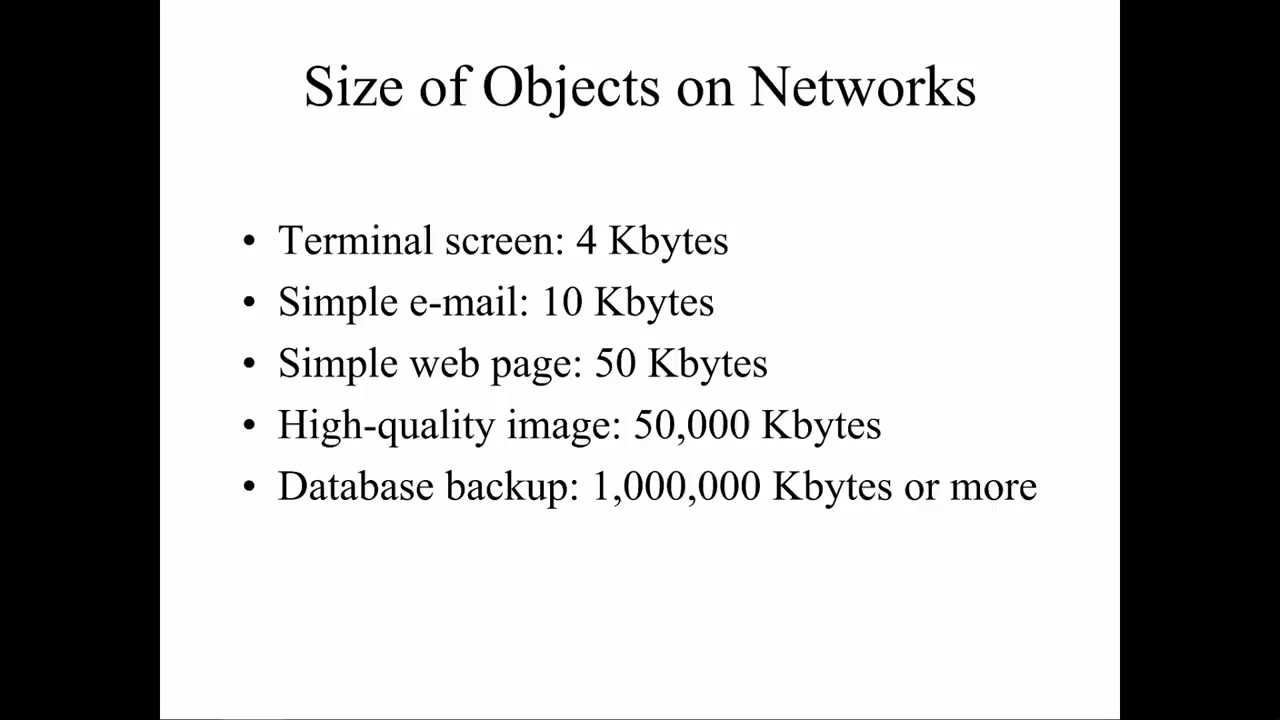 Size of Objects on Networks
• Terminal screen: 4 Kbytes
• Simple e-mail: 10 Kbytes
• Simple web page: 50 Kbytes
• High-quality image: 50,000 Kbytes
• Database backup: 1,000,000 Kbytes or more